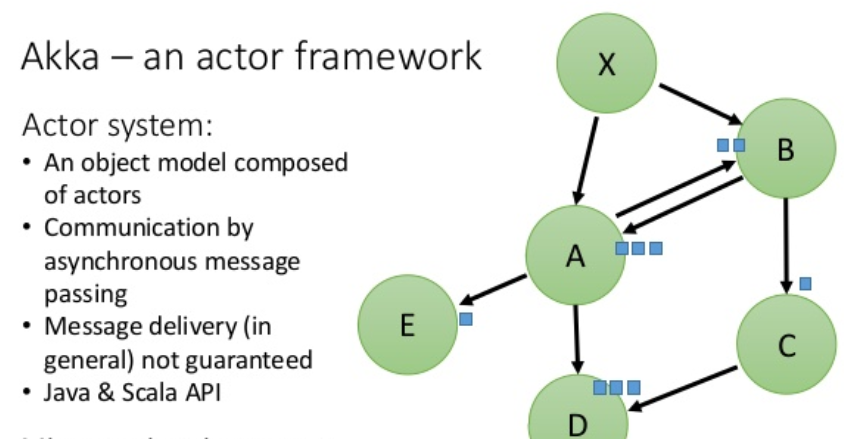 Akka – an actor framework
Actor system:
• An object model composed
of actors
• Communication by
asynchronous message
passing
• Message delivery (in
general) not guaranteed
• Java & Scala API
X
B
A
E
C
D